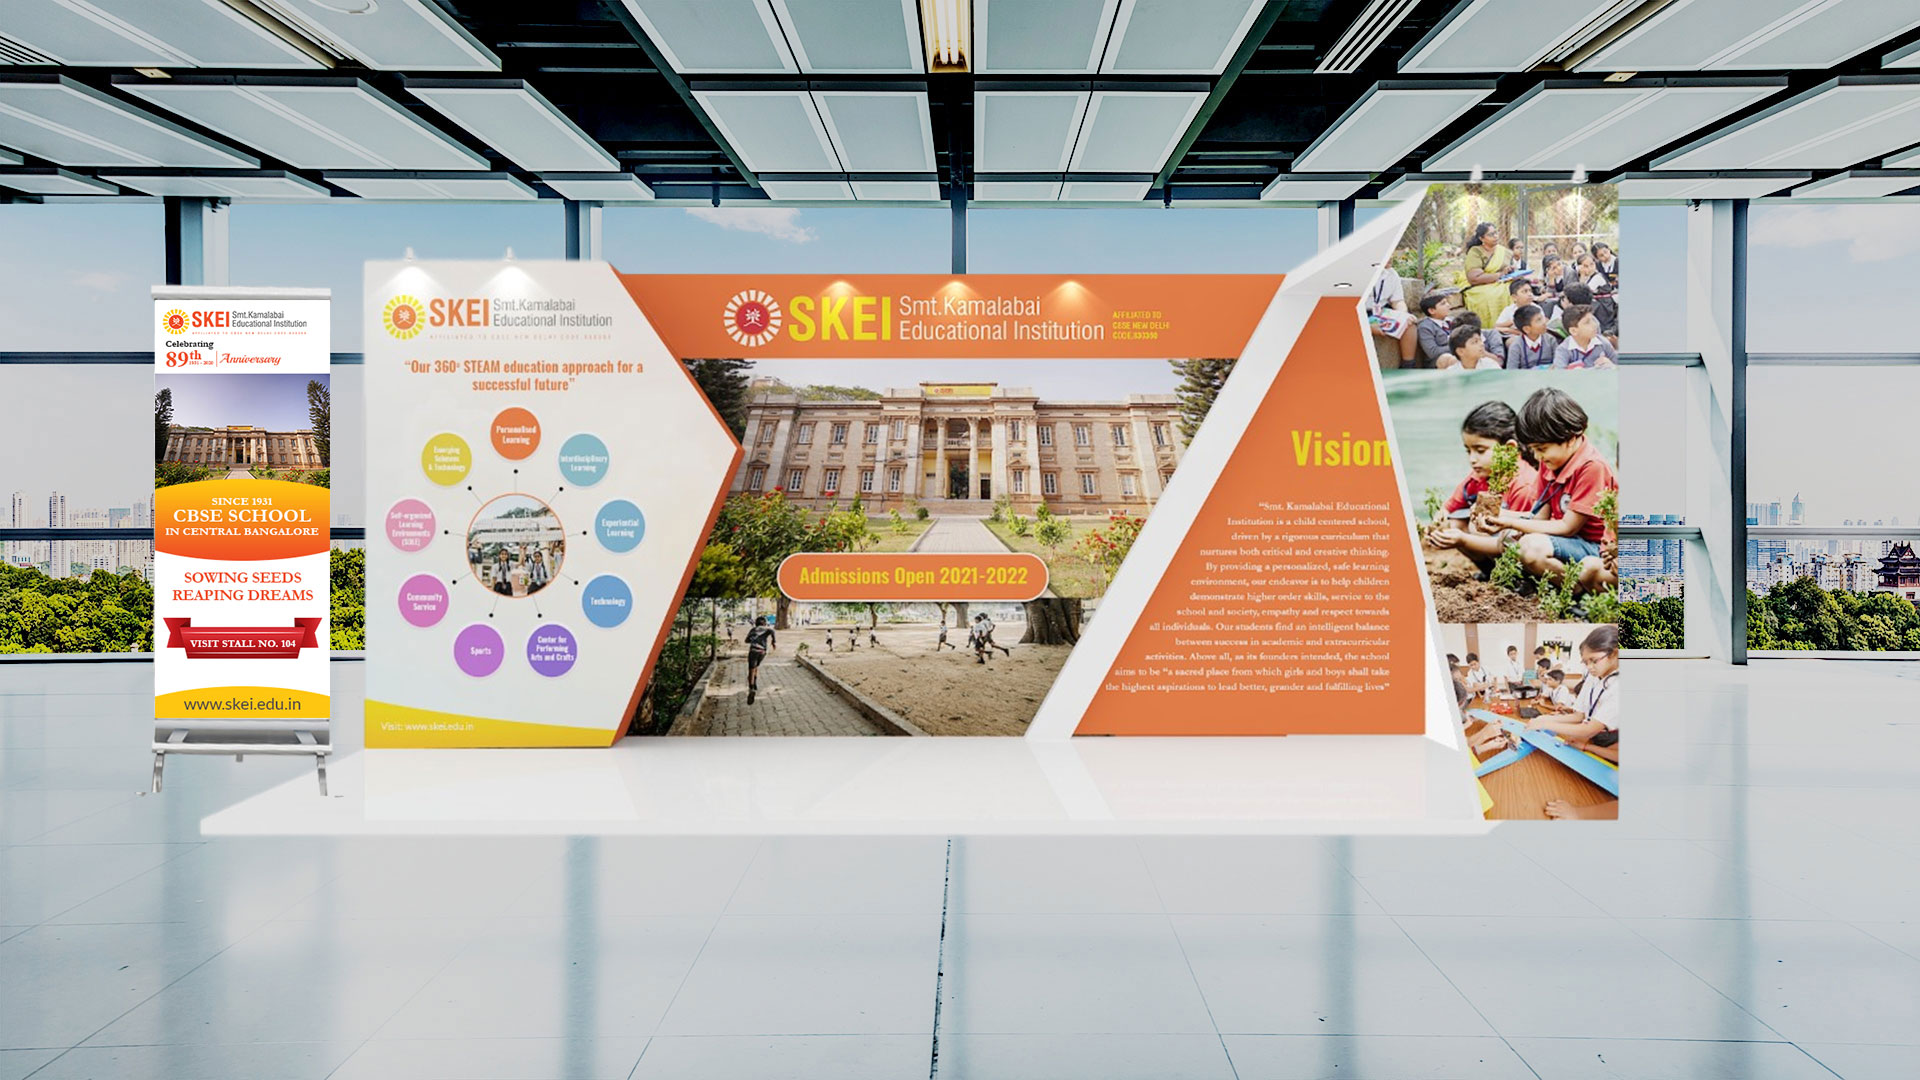 SKEI Smt.Kamalabai
Educational Institution
Celebrating
89th Anniversary
SINCE 1931
CBSE SCHOOL
IN CENTRAL BANGALORE
SOWING SEEDS
REAPING DREAMS
VISIT STALL NO. 104
www.skei.edu.in
SKEI Smt.Kamalabai
Educational Institution
“Our 360° STEAM education approach for a
successful future”
Personalised
Learning
Interdisciplinary
Learning
Experiential
Learning
Technology
Center for
Performing
Arts and Crafts
Sports
Community
Service
Self-organized
Learning
Environments
(SOLE)
Emerging
Sciences
& Technology
Visit: www.skei.edu.in
SKEI Smt.Kamalabai
Educational Institution
AFFILIATED TO
CBSE NEW DELHI
SKEI
Admissions Open 2021-2022
Vision
“Smt. Kamalabai Educational
Institution is a child centered school,
driven by a rigorous curriculum that
nurtures both critical and creative thinking.
By providing a personalized, safe learning
environment, our endeavor is to help children
demonstrate higher order skills, service to the
school and society, empathy and respect towards
all individuals. Our students find an intelligent balance
between success in academic and extracurricular
activities. Above all, as its founders intended, the school
aims to be “a sacred place from which girls and boys shall take
the highest aspirations to lead better, grander and fulfilling lives”